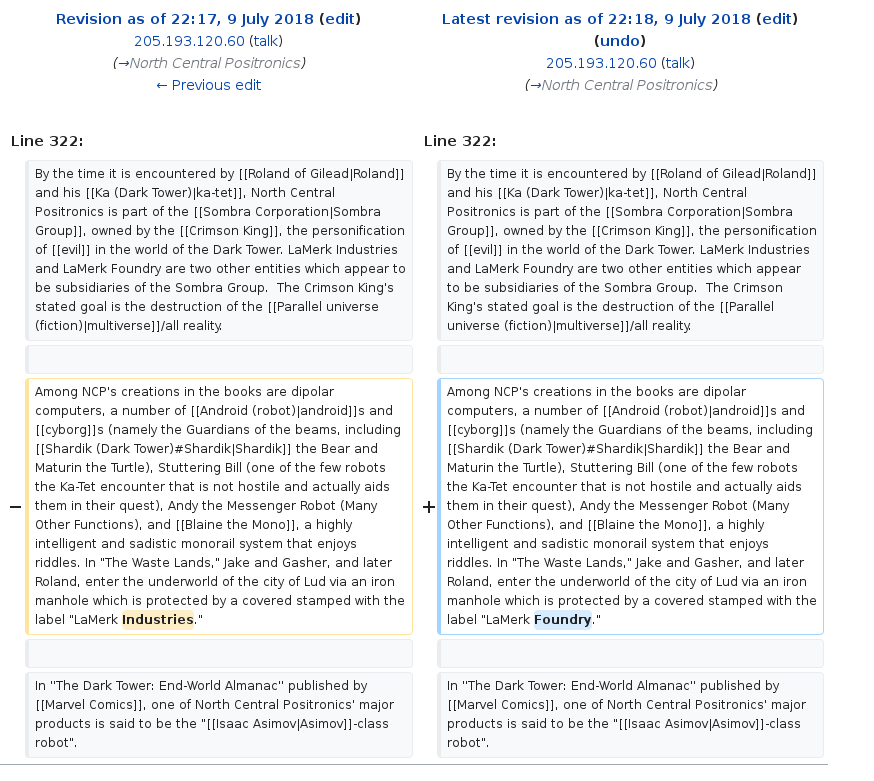 Revision as of 22:17, 9 July 2018 (edit)
205.193.120.60 (talk)
(→North Central Positronics)
← Previous edit
Latest revision as of 22:18, 9 July 2018 (edit)
(undo)
205.193.120.60 (talk)
(→North Central Positronics)
Line 322:
By the time it is encountered by [[Roland of Gilead|Roland]]
and his [[Ka (Dark Tower)|ka-tet]], North Central
Positronics is part of the [[Sombra Corporation|Sombra
Group]], owned by the [[Crimson King]], the personification
of [[evil]] in the world of the Dark Tower. LaMerk Industries
and LaMerk Foundry are two other entities which appear to
be subsidiaries of the Sombra Group.  The Crimson King's
stated goal is the destruction of the [[Parallel universe
(fiction)|multiverse]]/all reality.
−
Among NCP's creations in the books are dipolar
computers, a number of [[Android (robot)|android]]s and
[[cyborg]]s (namely the Guardians of the beams, including
[[Shardik (Dark Tower)#Shardik|Shardik]] the Bear and
Maturin the Turtle), Stuttering Bill (one of the few robots
the Ka-Tet encounter that is not hostile and actually aids
them in their quest), Andy the Messenger Robot (Many
Other Functions), and [[Blaine the Mono]], a highly
intelligent and sadistic monorail system that enjoys
riddles. In "The Waste Lands," Jake and Gasher, and later
Roland, enter the underworld of the city of Lud via an iron
manhole which is protected by a covered stamped with the
label "LaMerk Industries."
In ''The Dark Tower: End-World Almanac'' published by
[[Marvel Comics]], one of North Central Positronics' major
products is said to be the "[[Isaac Asimov|Asimov]]-class
robot".
Line 322:
By the time it is encountered by [[Roland of Gilead|Roland]]
and his [[Ka (Dark Tower)|ka-tet]], North Central
Positronics is part of the [[Sombra Corporation|Sombra
Group]], owned by the [[Crimson King]], the personification
of [[evil]] in the world of the Dark Tower. LaMerk Industries
and LaMerk Foundry are two other entities which appear
to be subsidiaries of the Sombra Group.  The Crimson
King's stated goal is the destruction of the [[Parallel
universe (fiction)|multiverse]]/all reality.
+
Among NCP's creations in the books are dipolar
computers, a number of [[Android (robot)|android]]s and
[[cyborg]]s (namely the Guardians of the beams, including
[[Shardik (Dark Tower)#Shardik|Shardik]] the Bear and
Maturin the Turtle), Stuttering Bill (one of the few robots
the Ka-Tet encounter that is not hostile and actually aids
them in their quest), Andy the Messenger Robot (Many
Other Functions), and [[Blaine the Mono]], a highly
intelligent and sadistic monorail system that enjoys
riddles. In "The Waste Lands," Jake and Gasher, and later
Roland, enter the underworld of the city of Lud via an iron
manhole which is protected by a covered stamped with the
label "LaMerk Foundry."
In ''The Dark Tower: End-World Almanac'' published by
[[Marvel Comics]], one of North Central Positronics' major
products is said to be the "[[Isaac Asimov|Asimov]]-class
robot".